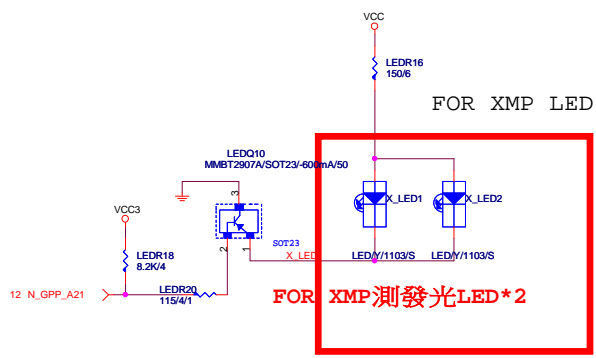 VCC
LEDR16
150/6
FOR XMP LED
LEDQ10
MMBT2907A/SOT23/-600mA/50
3
X_LED1
X_LED2
VCC3
SOT23
2
1
X_LED
LED/Y/1103/S
LED/Y/1103/S
LEDR18
8.2K/4
12 N_GPP_A21
LEDR20
115/4/1
FOR XMP測發光LED*2